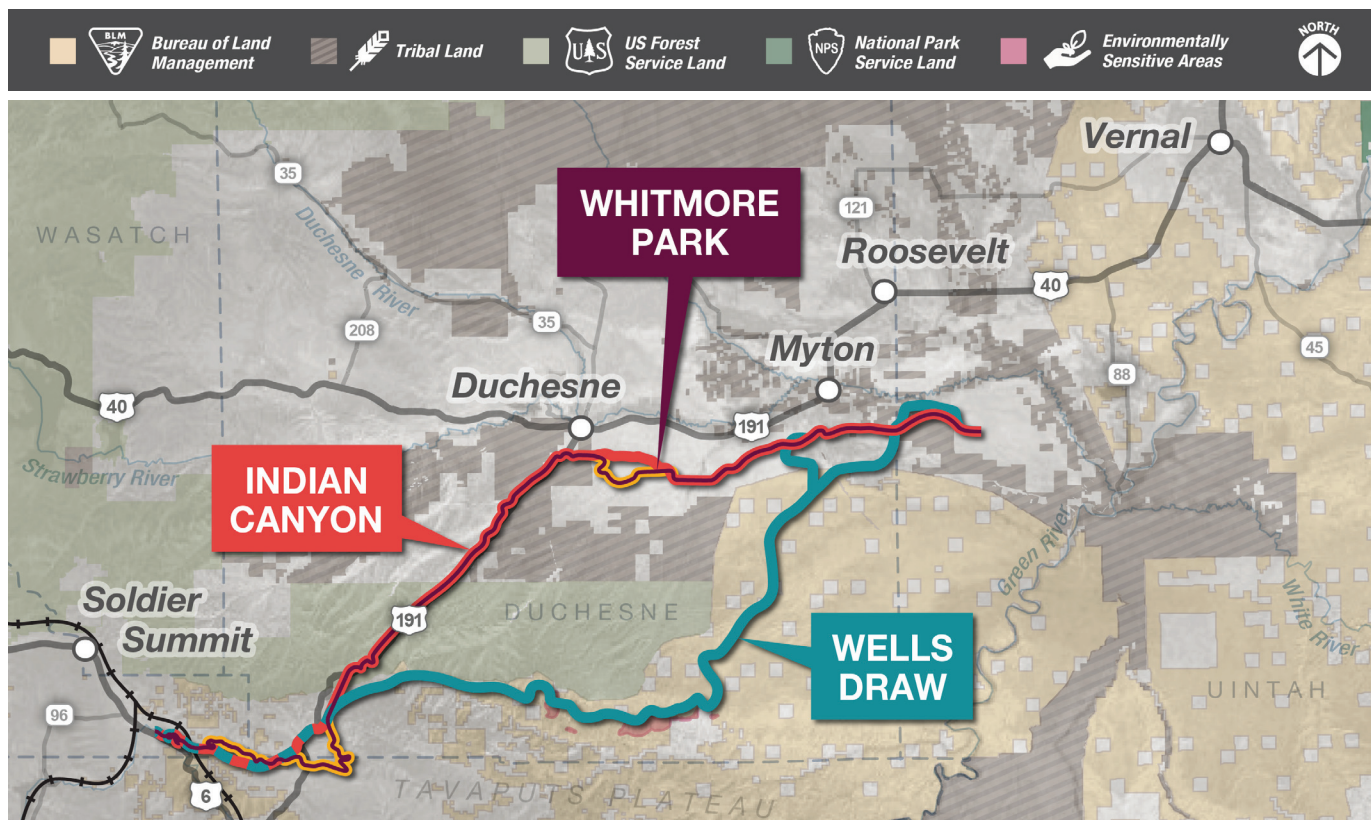 BLM
Bureau of Land
Management
Tribal Land
US
US Forest
Service Land
NPS
National Park
Service Land
Environmentally
Sensitive Areas
NORTH
Vernal
35
WASATCH
Duchesne
River
WHITMORE
PARK
121
Roosevelt
40
208
35
Myton
45
88
Duchesne
40
191
Strawberry River
INDIAN
CANYON
Green River
White River
DUCHESNE
Soldier
Summit
191
WELLS
DRAW
UINTAH
96
6
TAVAPUTS PLATEAU